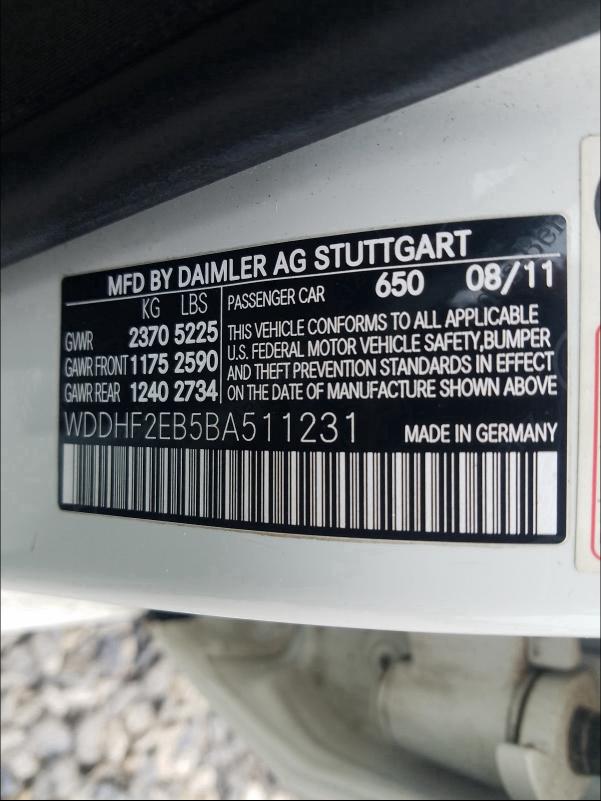 MFD BY DAIMLER AG STUTTGART
KG LBS PASSENGER CAR 650 08/11
GVWR 2370 5225 THIS VEHICLE CONFORMS TO ALL APPLICABLE
U.S. FEDERAL MOTOR VEHICLE SAFETY,BUMPER
GAWR FRONT 1175 2590 AND THEFT PREVENTION STANDARDS IN EFFECT
GAWR REAR 1240 2734 ON THE DATE OF MANUFACTURE SHOWN ABOVE
WDDHF2EB5BA511231 MADE IN GERMANY